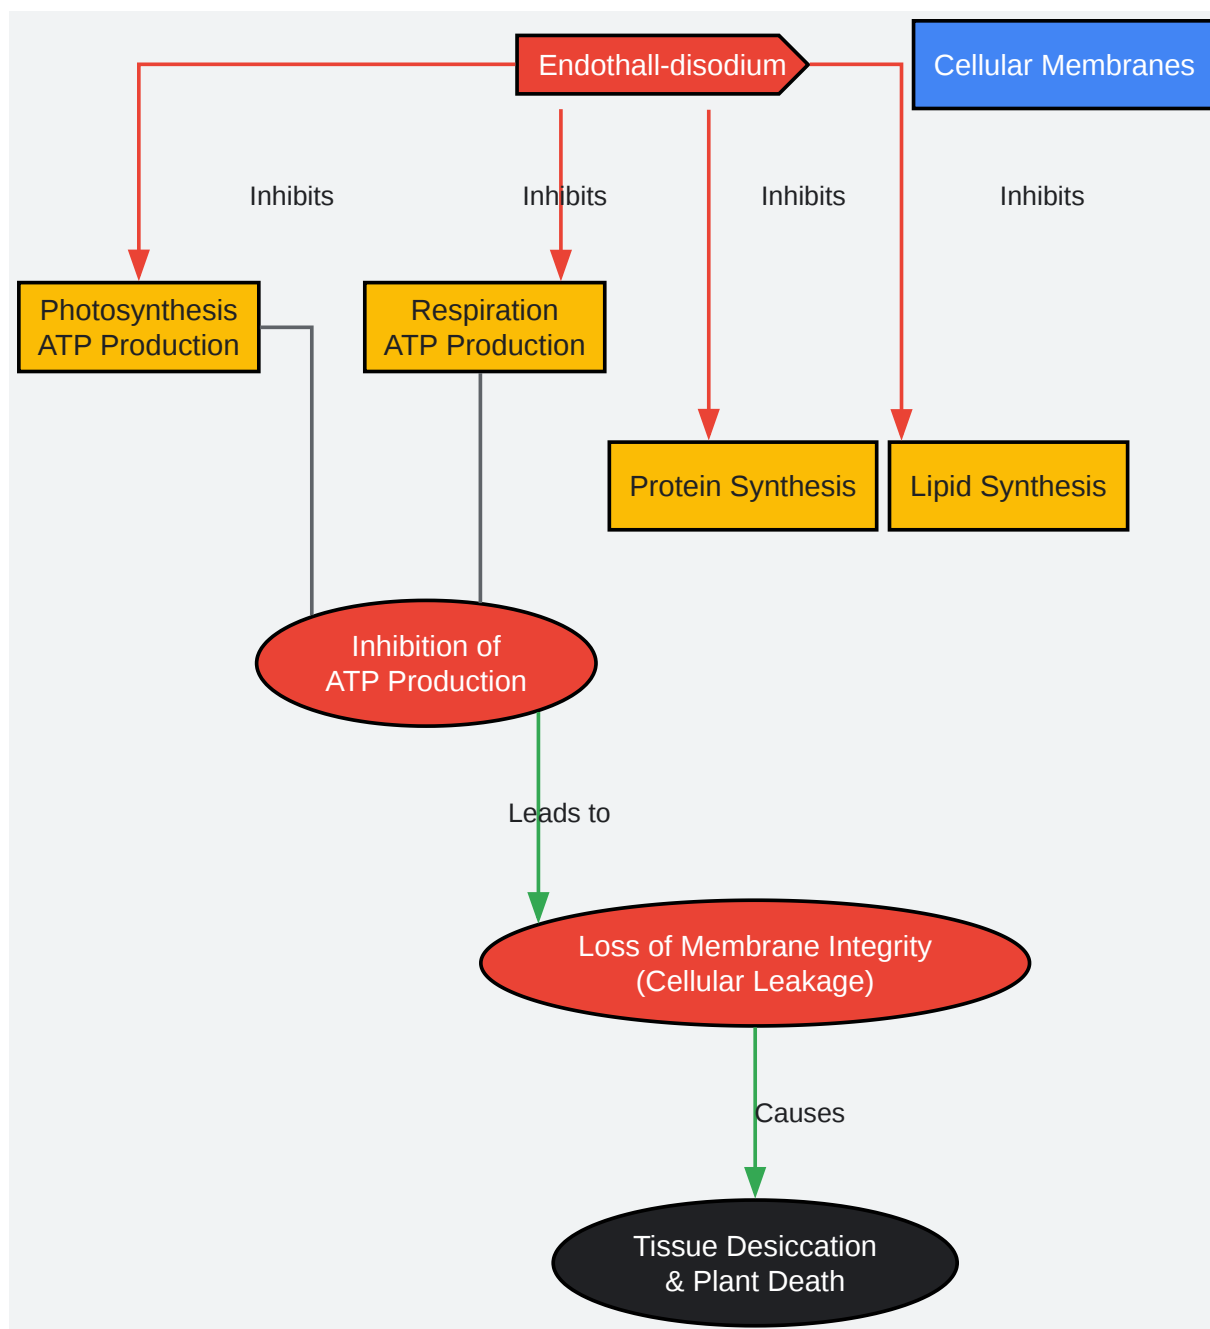 Endothall-disodium
Cellular Membranes
Inhibits
Inhibits
Inhibits
Inhibits
Photosynthesis
ATP Production
Respiration
ATP Production
Protein Synthesis
Lipid Synthesis
Inhibition of
ATP Production
Leads to
Loss of Membrane Integrity
(Cellular Leakage)
Causes
Tissue Desiccation
& Plant Death